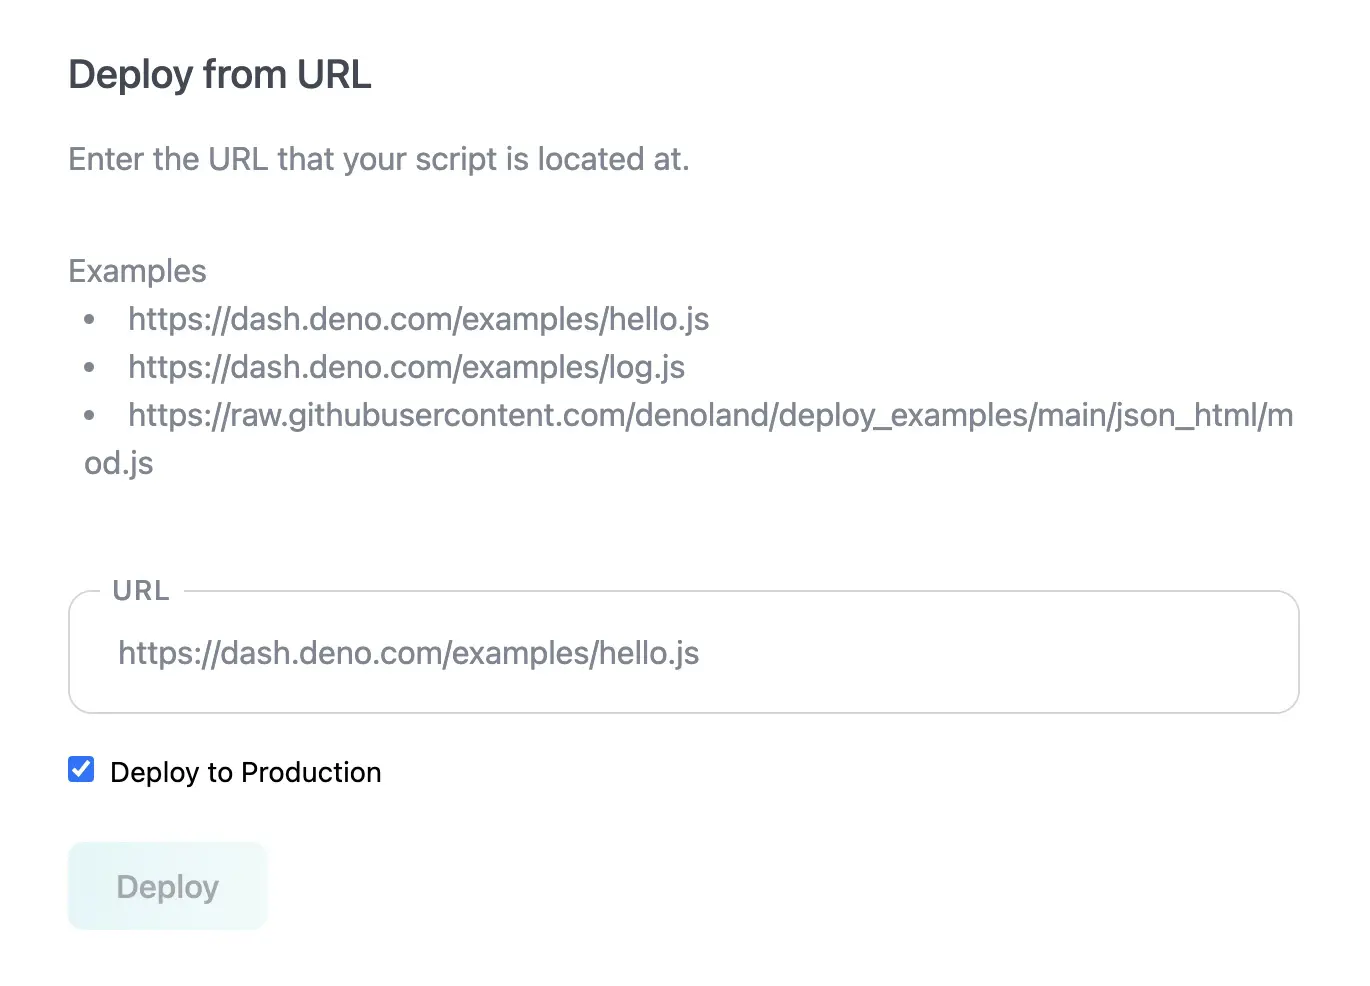 Deploy from URL
Enter the URL that your script is located at.
Examples
• https://dash.deno.com/examples/hello.js
• https://dash.deno.com/examples/log.js
• https://raw.githubusercontent.com/denoland/deploy_examples/main/json_html/m
od.js
URL
https://dash.deno.com/examples/hello.js
Deploy to Production
Deploy